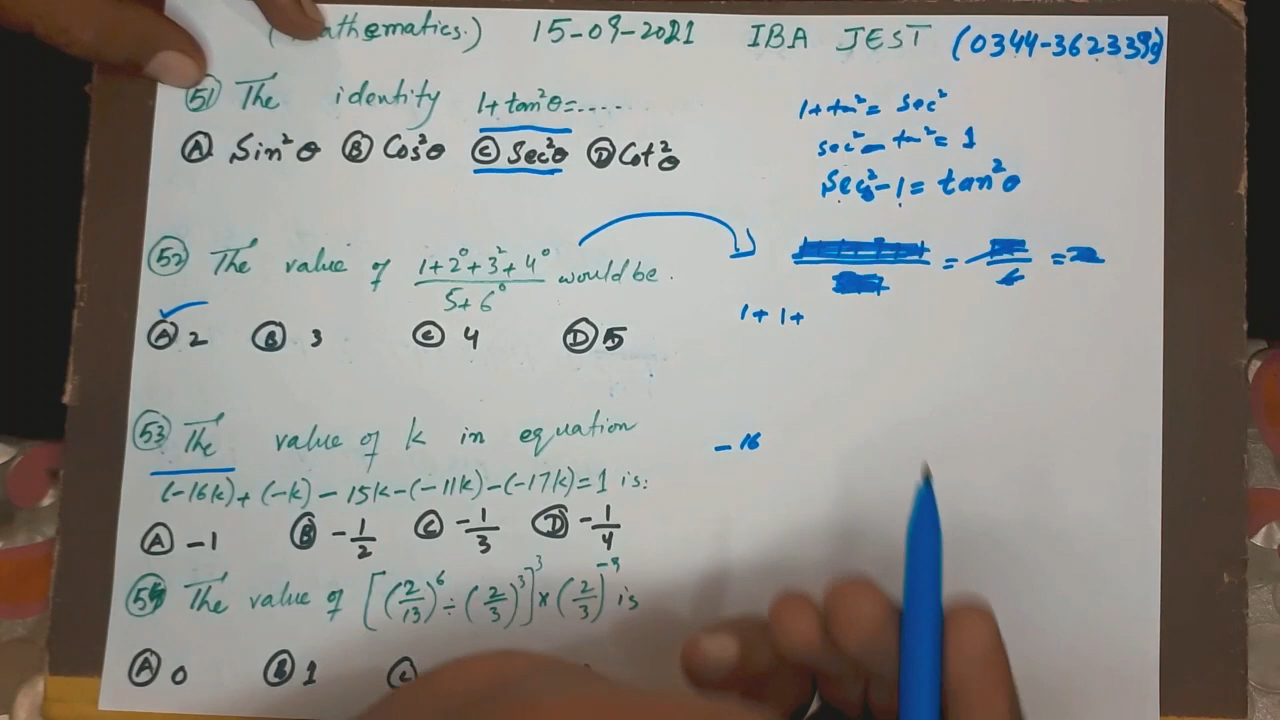 (Mathematics.) 15-09-2021 IBA JEST (0344-3623390)
51 The identity 1+tan²θ=.....
A Sin²θ B Cos²θ C Sec²θ D Cot²θ
1+tan²= Sec²
sec²-tan²= 1
Sec²-1= tan²θ
52 The value of (1+2⁰+3²+4⁰)/(5+6⁰) would be.
= /6 =
1+1+
A 2 B 3 C 4 D 5
53 The value of k in equation
-16
(-16k)+(-k)-15k-(-11k)-(-17k)=1 is:
A -1 B -1/2 C -1/3 D -1/4
54 The value of [(2/13)⁶÷(2/3)³]³×(2/3)⁻⁹ is
A 0 B 1 C